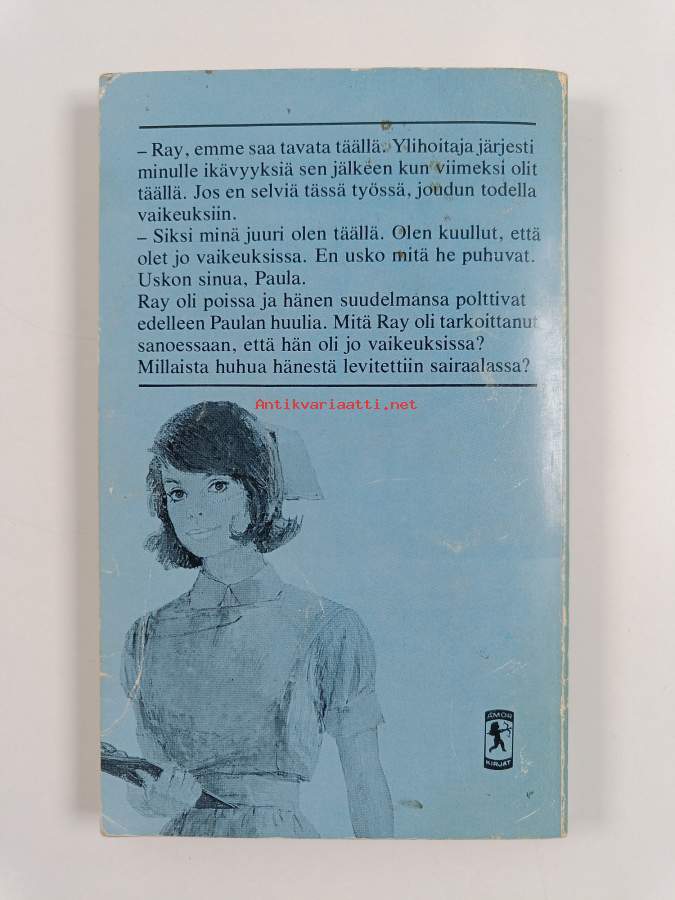 – Ray, emme saa tavata täällä. Ylihoitaja järjesti
minulle ikävyyksiä sen jälkeen kun viimeksi olit
täällä. Jos en selviä tässä työssä, joudun todella
vaikeuksiin.
– Siksi minä juuri olen täällä. Olen kuullut, että
olet jo vaikeuksissa. En usko mitä he puhuvat.
Uskon sinua, Paula.
Ray oli poissa ja hänen suudelmansa polttivat
edelleen Paulan huulia. Mitä Ray oli tarkoittanut
sanoessaan, että hän oli jo vaikeuksissa?
Millaista huhua hänestä levitettiin sairaalassa?
Antikvariaatti.net
AMOR
KIRJAT